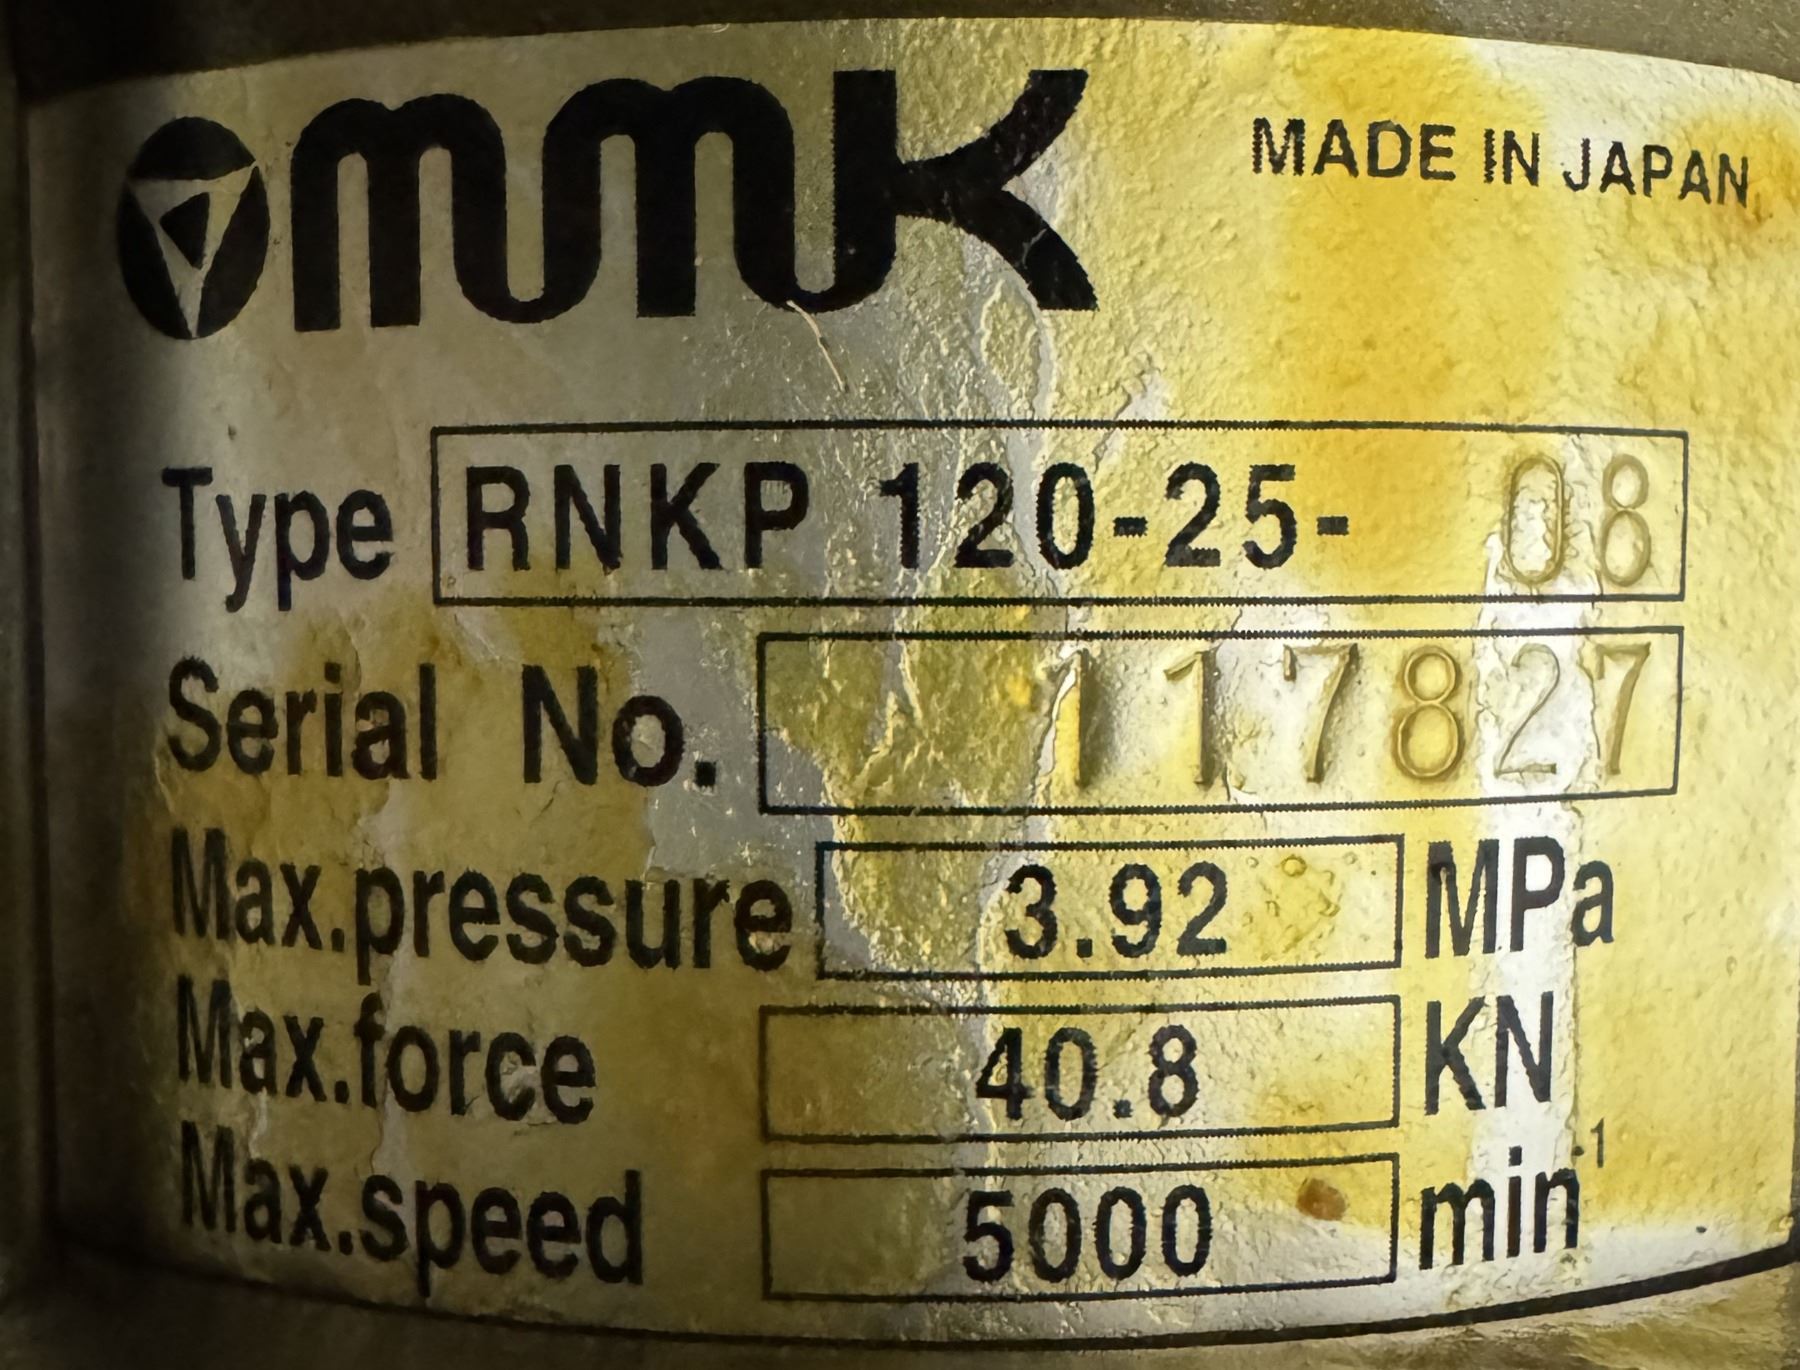 mmk
MADE IN JAPAN
Type RNKP 120-25- 08
Serial No. 117827
Max.pressure 3.92 MPa
Max.force 40.8 KN
Max.speed 5000 min-1